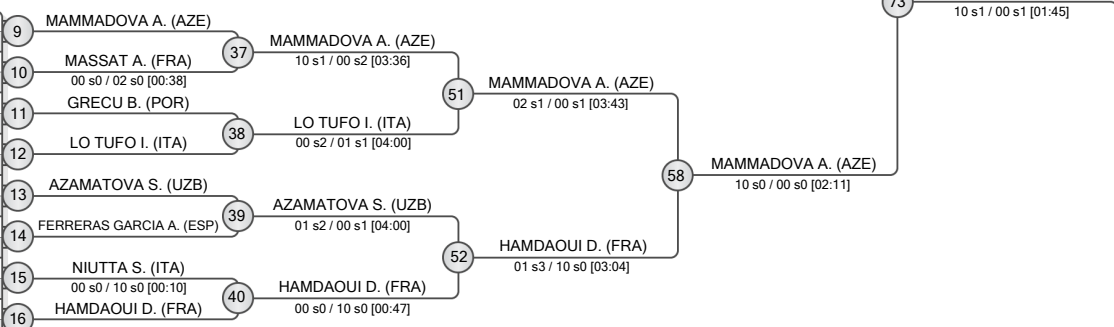 73
10 s1 / 00 s1 [01:45]
9
MAMMADOVA A. (AZE)
37
MAMMADOVA A. (AZE)
10 s1 / 00 s2 [03:36]
10
MASSAT A. (FRA)
00 s0 / 02 s0 [00:38]
51
MAMMADOVA A. (AZE)
02 s1 / 00 s1 [03:43]
11
GRECU B. (POR)
38
LO TUFO I. (ITA)
00 s2 / 01 s1 [04:00]
12
LO TUFO I. (ITA)
58
MAMMADOVA A. (AZE)
10 s0 / 00 s0 [02:11]
13
AZAMATOVA S. (UZB)
39
AZAMATOVA S. (UZB)
01 s2 / 00 s1 [04:00]
14
FERRERAS GARCIA A. (ESP)
52
HAMDAOUI D. (FRA)
01 s3 / 10 s0 [03:04]
15
NIUTTA S. (ITA)
00 s0 / 10 s0 [00:10]
40
HAMDAOUI D. (FRA)
00 s0 / 10 s0 [00:47]
16
HAMDAOUI D. (FRA)